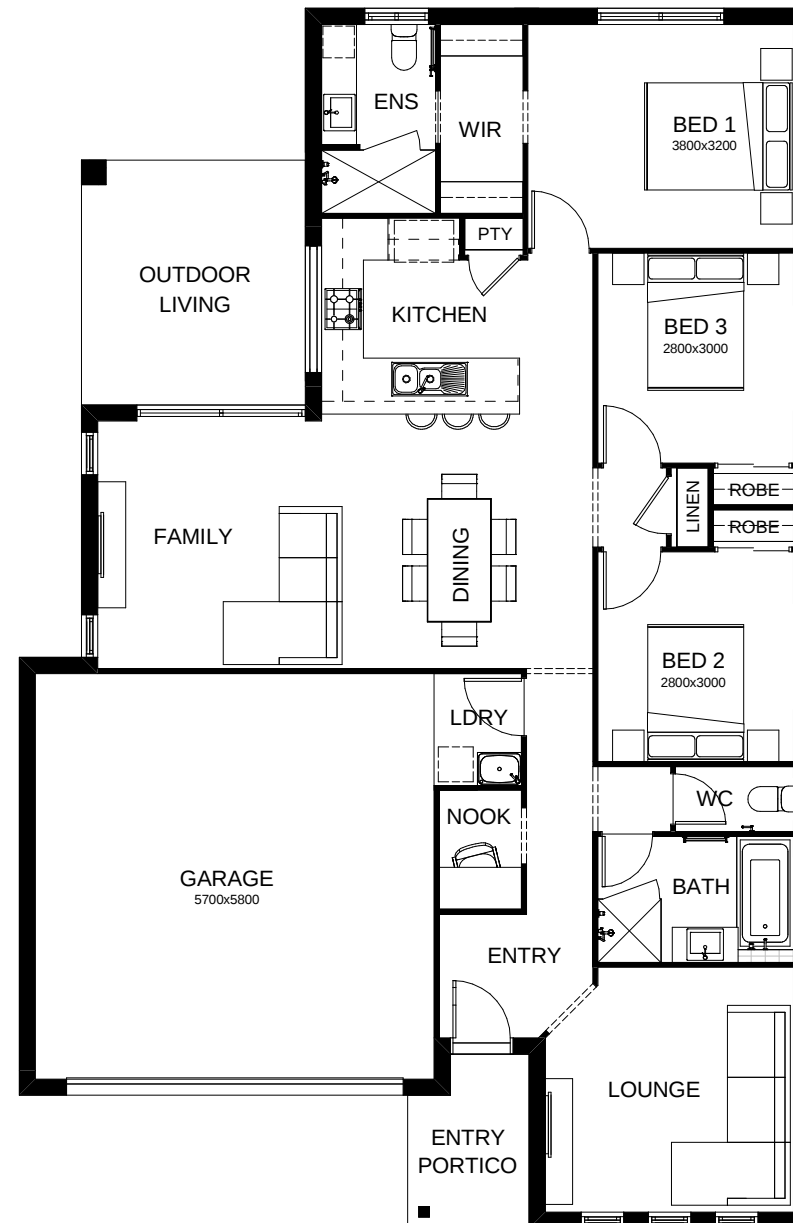 ENS
WIR
BED 1
3800x3200
PTY
OUTDOOR
LIVING
KITCHEN
BED 3
2800x3000
LINEN
ROBE
ROBE
FAMILY
DINING
BED 2
2800x3000
LDRY
WC
NOOK
GARAGE
5700x5800
BATH
ENTRY
LOUNGE
ENTRY
PORTICO